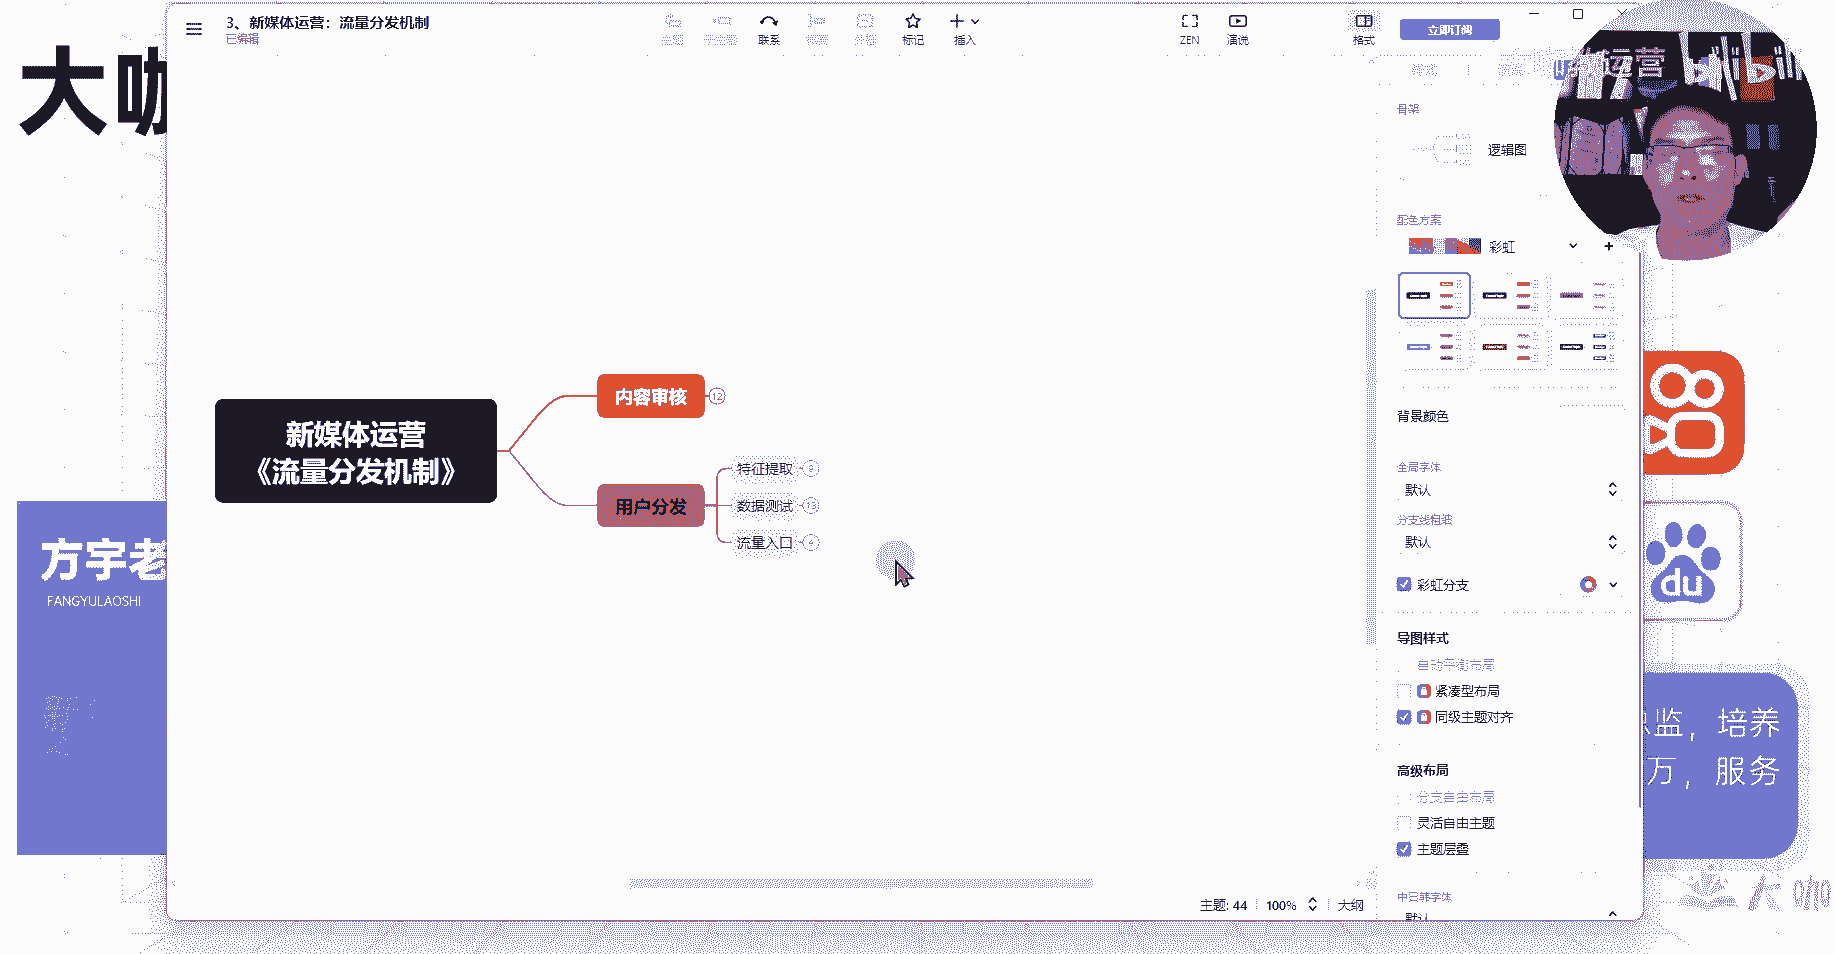 3、新媒体运营：流量分发机制
已编辑
联系
标记
插入
ZEN
演说
格式
立即订阅
大咖
运营
骨架
逻辑图
配色方案
彩虹
背景颜色
全局字体
默认
分支线粗细
默认
彩虹分支
导图样式
自动平衡布局
紧凑型布局
同级主题对齐
高级布局
分支自由布局
灵活自由主题
主题层叠
中日韩字体
默认
新媒体运营
《流量分发机制》
内容审核
12
用户分发
特征提取
9
数据测试
13
流量入口
4
方宇老
FANGYULAOSHI
du
总监，培养
万，服务
主题: 44
100%
大纲
大咖